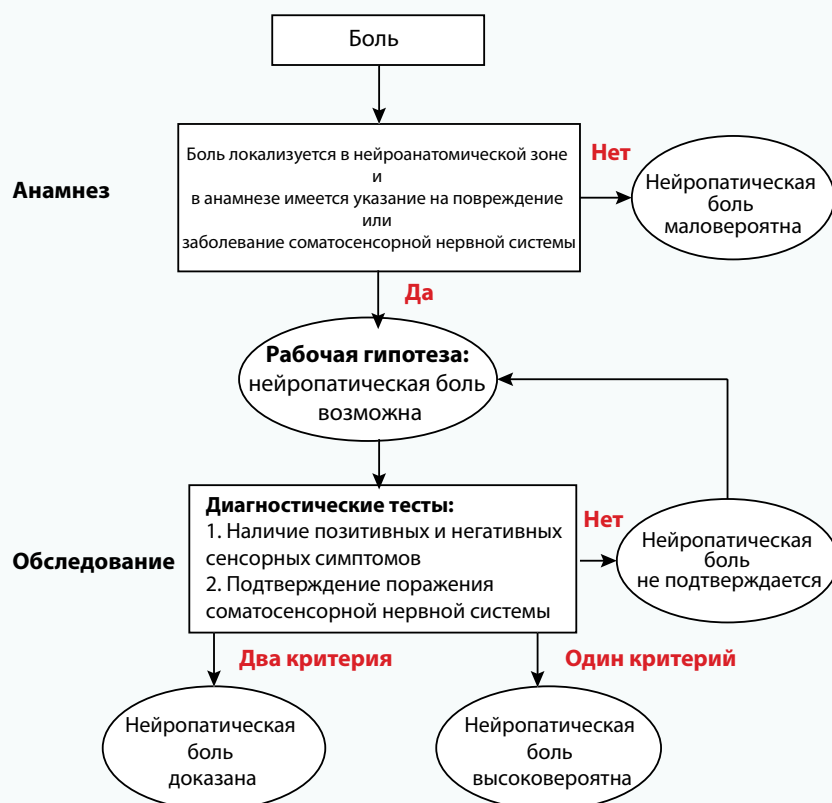 Боль
Анамнез
Боль локализуется в нейроанатомической зоне
и
в анамнезе имеется указание на повреждение
или
заболевание соматосенсорной нервной системы
Нет
Нейропатическая
боль
маловероятна
Да
Рабочая гипотеза:
нейропатическая боль
возможна
Обследование
Диагностические тесты:
1. Наличие позитивных и негативных
сенсорных симптомов
2. Подтверждение поражения
соматосенсорной нервной системы
Нет
Нейропатическая
боль
не подтверждается
Два критерия
Один критерий
Нейропатическая
боль
доказана
Нейропатическая
боль
высоковероятна